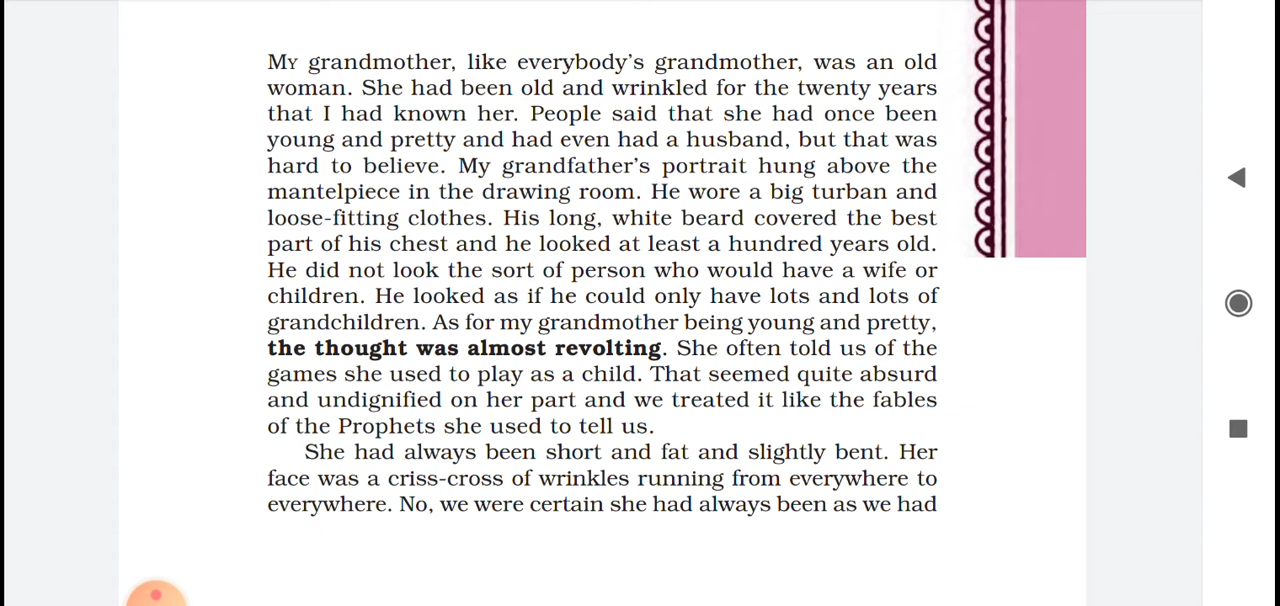 MY grandmother, like everybody's grandmother, was an old
woman. She had been old and wrinkled for the twenty years
that I had known her. People said that she had once been
young and pretty and had even had a husband, but that was
hard to believe. My grandfather's portrait hung above the
mantelpiece in the drawing room. He wore a big turban and
loose-fitting clothes. His long, white beard covered the best
part of his chest and he looked at least a hundred years old.
He did not look the sort of person who would have a wife or
children. He looked as if he could only have lots and lots of
grandchildren. As for my grandmother being young and pretty,
the thought was almost revolting. She often told us of the
games she used to play as a child. That seemed quite absurd
and undignified on her part and we treated it like the fables
of the Prophets she used to tell us.
She had always been short and fat and slightly bent. Her
face was a criss-cross of wrinkles running from everywhere to
everywhere. No, we were certain she had always been as we had